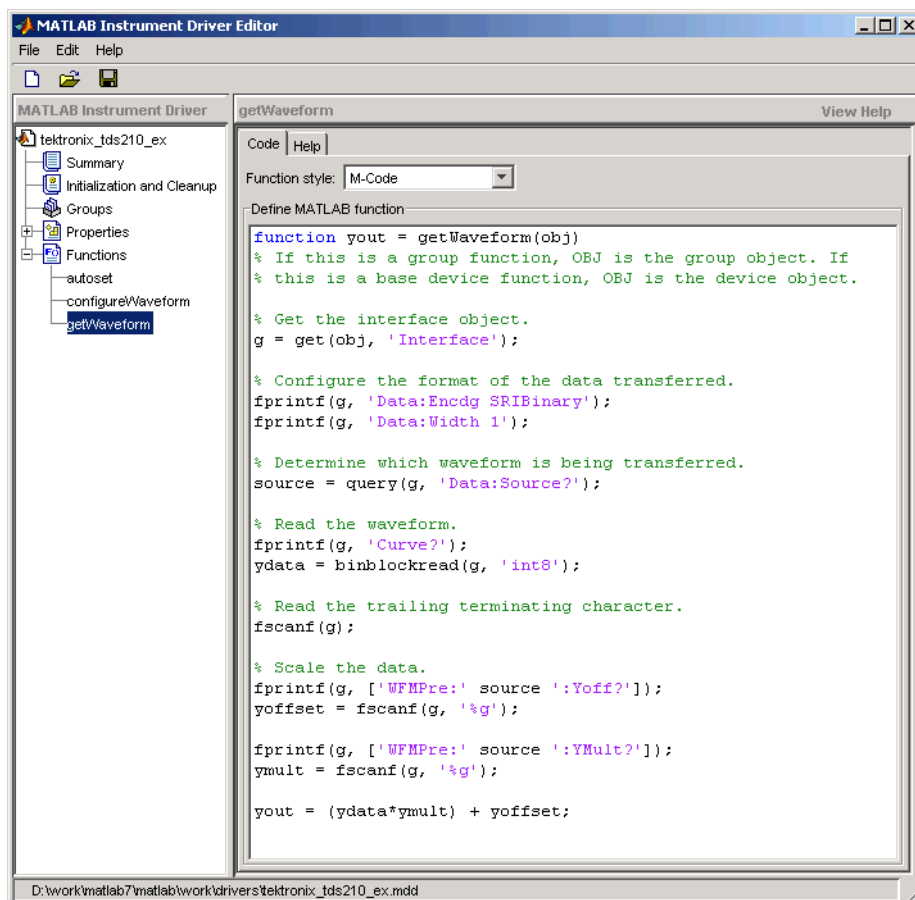 MATLAB Instrument Driver Editor
File Edit Help
MATLAB Instrument Driver
getWaveform
View Help
tektronix_tds210_ex
Summary
Initialization and Cleanup
Groups
Properties
Functions
autoset
configureWaveform
getWaveform
Code Help
Function style: M-Code
Define MATLAB function
function yout = getWaveform(obj)
% If this is a group function, OBJ is the group object. If
% this is a base device function, OBJ is the device object.
% Get the interface object.
g = get(obj, 'Interface');
% Configure the format of the data transferred.
fprintf(g, 'Data:Encdg SRIBinary');
fprintf(g, 'Data:Width 1');
% Determine which waveform is being transferred.
source = query(g, 'Data:Source?');
% Read the waveform.
fprintf(g, 'Curve?');
ydata = binblockread(g, 'int8');
% Read the trailing terminating character.
fscanf(g);
% Scale the data.
fprintf(g, ['WFMPre:' source ':Yoff?']);
yoffset = fscanf(g, '%g');
fprintf(g, ['WFMPre:' source ':YMult?']);
ymult = fscanf(g, '%g');
yout = (ydata*ymult) + yoffset;
D:\work\matlab7\matlab\work\drivers\tektronix_tds210_ex.mdd